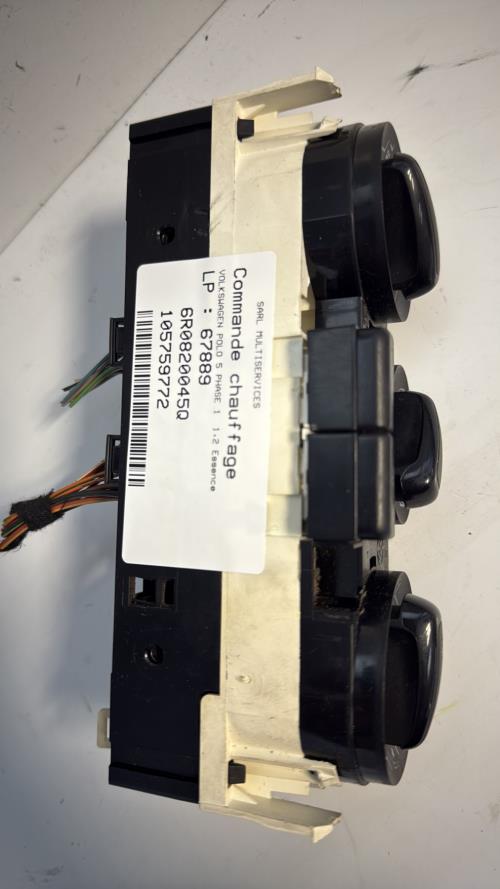 SARL MULTISERVICES
Commande chauffage
VOLKSWAGEN POLO 5 PHASE 1 1.2 Essence
LP : 67889
6R0820045Q
105759772